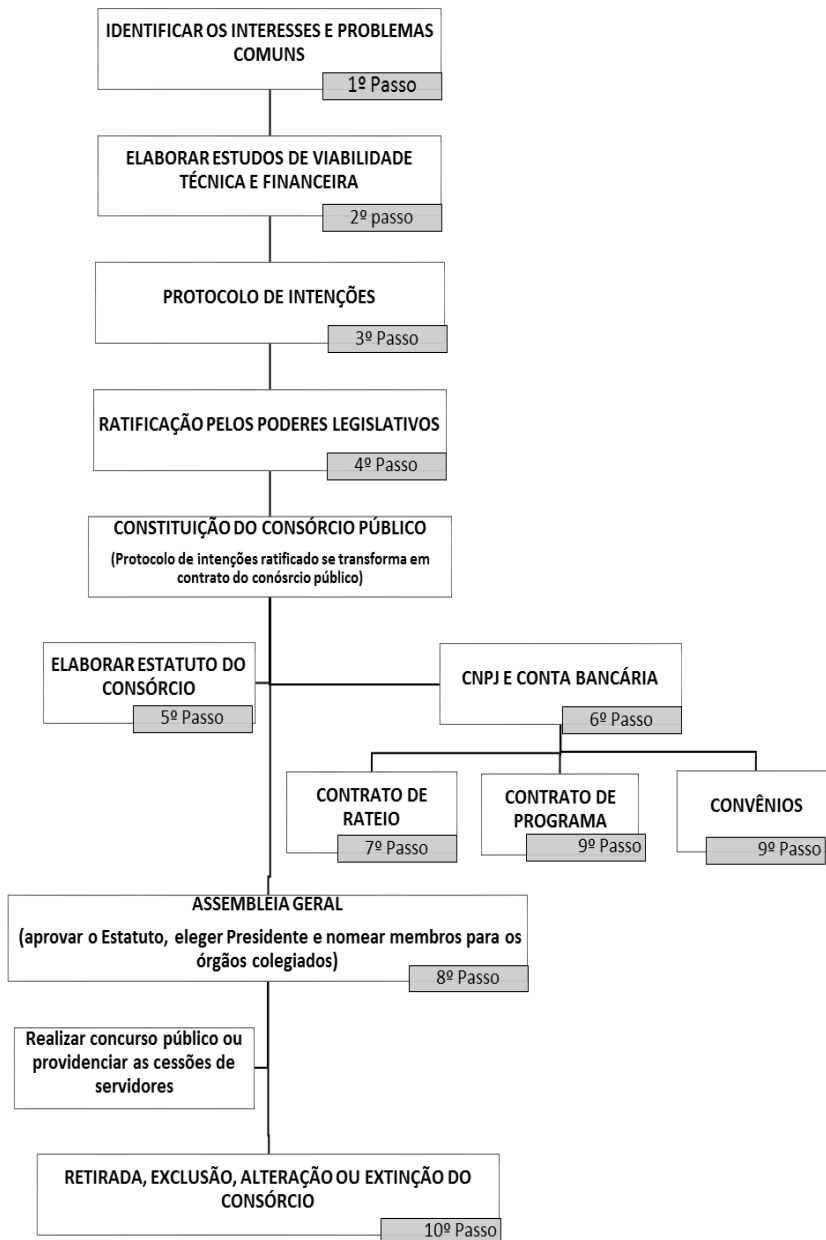 IDENTIFICAR OS INTERESSES E PROBLEMAS
COMUNS
1º Passo
ELABORAR ESTUDOS DE VIABILIDADE
TÉCNICA E FINANCEIRA
2º passo
PROTOCOLO DE INTENÇÕES
3º Passo
RATIFICAÇÃO PELOS PODERES LEGISLATIVOS
4º Passo
CONSTITUIÇÃO DO CONSÓRCIO PÚBLICO
(Protocolo de intenções ratificado se transforma em
contrato do conósrcio público)
ELABORAR ESTATUTO DO
CONSÓRCIO
5º Passo
CNPJ E CONTA BANCÁRIA
6º Passo
CONTRATO DE
RATEIO
7º Passo
CONTRATO DE
PROGRAMA
9º Passo
CONVÊNIOS
9º Passo
ASSEMBLEIA GERAL
(aprovar o Estatuto, eleger Presidente e nomear membros para os
órgãos colegiados)
8º Passo
Realizar concurso público ou
providenciar as cessões de
servidores
RETIRADA, EXCLUSÃO, ALTERAÇÃO OU EXTINÇÃO DO
CONSÓRCIO
10º Passo